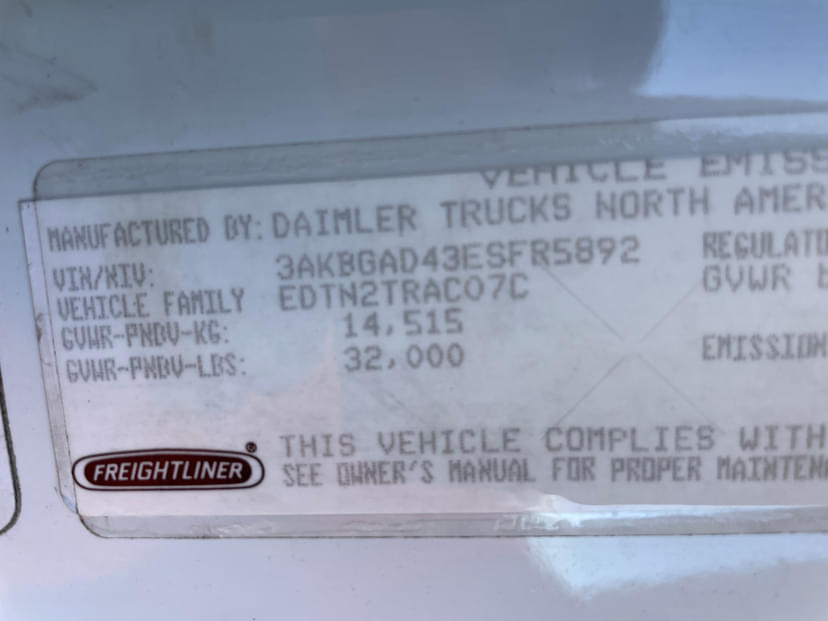 VEHICLE EMISS
MANUFACTURED BY: DAIMLER TRUCKS NORTH AMER
VIN/NIV: 3AKBGAD43ESFR5892 REGULATO
VEHICLE FAMILY EDTN2TRAC07C GVWR
GVWR-PNBV-KG: 14,515
GVWR-PNBV-LBS: 32,000 EMISSION
FREIGHTLINER®
THIS VEHICLE COMPLIES WITH
SEE OWNER'S MANUAL FOR PROPER MAINTENA